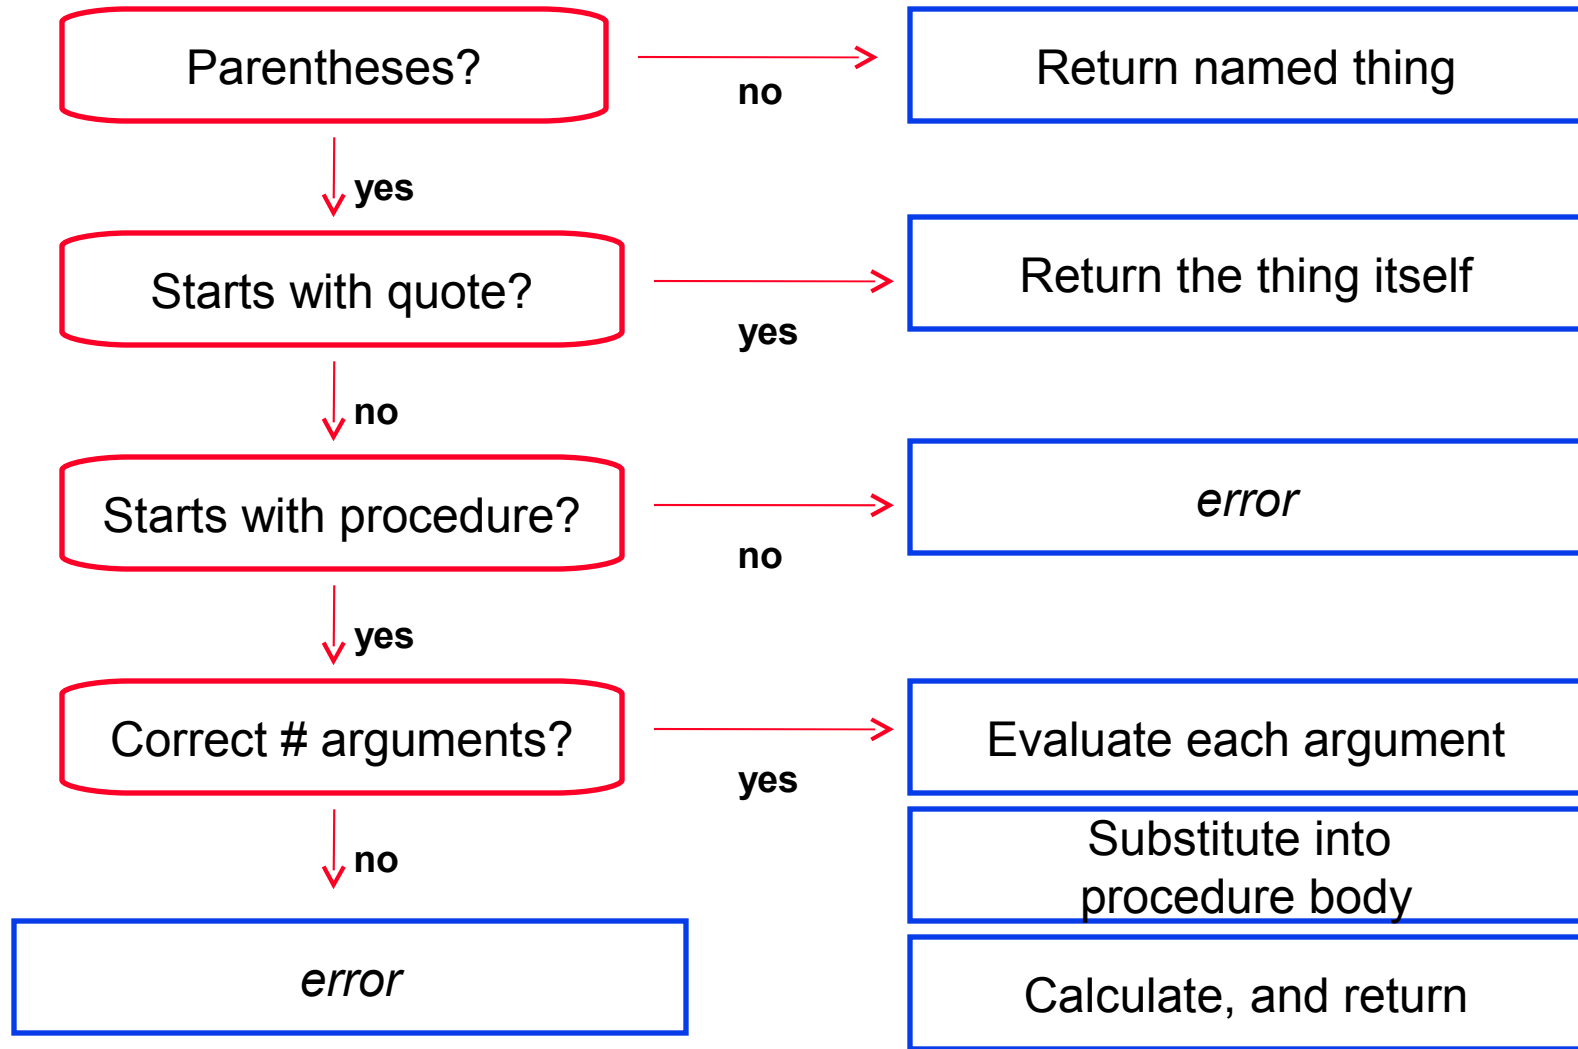 Parentheses?
no
Return named thing
yes
Starts with quote?
yes
Return the thing itself
no
Starts with procedure?
no
error
yes
Correct # arguments?
yes
Evaluate each argument
Substitute into
procedure body
Calculate, and return
no
error